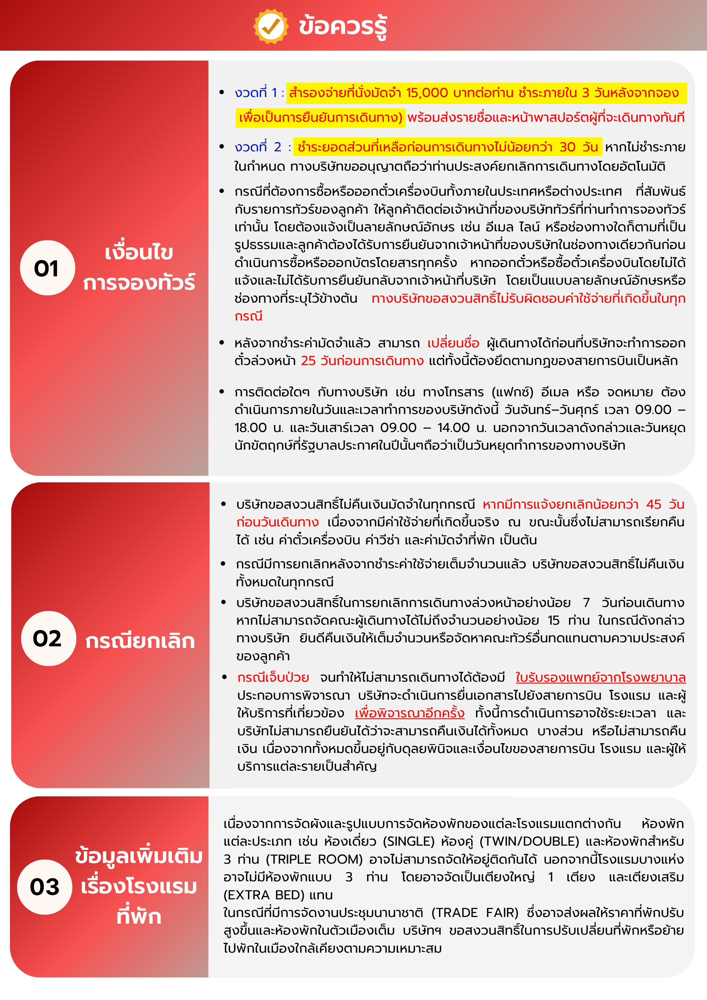 ข้อควรรู้
01
เงื่อนไข
การจองทัวร์
• งวดที่ 1 : สำรองจ่ายที่นั่งมัดจำ 15,000 บาทต่อท่าน ชำระภายใน 3 วันหลังจากจอง
เพื่อเป็นการยืนยันการเดินทาง) พร้อมส่งรายชื่อและหน้าพาสปอร์ตผู้ที่จะเดินทางทันที
• งวดที่ 2 : ชำระยอดส่วนที่เหลือก่อนการเดินทางไม่น้อยกว่า 30 วัน หากไม่ชำระภาย
ในกำหนด ทางบริษัทขออนุญาตถือว่าท่านประสงค์ยกเลิกการเดินทางโดยอัตโนมัติ
• กรณีที่ต้องการซื้อหรือออกตั๋วเครื่องบินทั้งภายในประเทศหรือต่างประเทศ ที่สัมพันธ์
กับรายการทัวร์ของลูกค้า ให้ลูกค้าติดต่อเจ้าหน้าที่ของบริษัททัวร์ที่ท่านทำการจองทัวร์
เท่านั้น โดยต้องแจ้งเป็นลายลักษณ์อักษร เช่น อีเมล ไลน์ หรือช่องทางใดก็ตามที่เป็น
รูปธรรมและลูกค้าต้องได้รับการยืนยันจากเจ้าหน้าที่ของบริษัทในช่องทางเดียวกันก่อน
ดำเนินการซื้อหรือออกบัตรโดยสารทุกครั้ง หากออกตั๋วหรือซื้อตั๋วเครื่องบินโดยไม่ได้
แจ้งและไม่ได้รับการยืนยันกลับจากเจ้าหน้าที่บริษัท โดยเป็นแบบลายลักษณ์อักษรหรือ
ช่องทางที่ระบุไว้ข้างต้น ทางบริษัทขอสงวนสิทธิ์ไม่รับผิดชอบค่าใช้จ่ายที่เกิดขึ้นในทุก
กรณี
• หลังจากชำระค่ามัดจำแล้ว สามารถ เปลี่ยนชื่อ ผู้เดินทางได้ก่อนที่บริษัทจะทำการออก
ตั๋วล่วงหน้า 25 วันก่อนการเดินทาง แต่ทั้งนี้ต้องยึดตามกฎของสายการบินเป็นหลัก
• การติดต่อใดๆ กับทางบริษัท เช่น ทางโทรสาร (แฟกซ์) อีเมล หรือ จดหมาย ต้อง
ดำเนินการภายในวันและเวลาทำการของบริษัทดังนี้ วันจันทร์–วันศุกร์ เวลา 09.00 –
18.00 น. และวันเสาร์เวลา 09.00 – 14.00 น. นอกจากวันเวลาดังกล่าวและวันหยุด
นักขัตฤกษ์ที่รัฐบาลประกาศในปีนั้นๆถือว่าเป็นวันหยุดทำการของทางบริษัท
02
กรณียกเลิก
• บริษัทขอสงวนสิทธิ์ไม่คืนเงินมัดจำในทุกกรณี หากมีการแจ้งยกเลิกน้อยกว่า 45 วัน
ก่อนวันเดินทาง เนื่องจากมีค่าใช้จ่ายที่เกิดขึ้นจริง ณ ขณะนั้นซึ่งไม่สามารถเรียกคืน
ได้ เช่น ค่าตั๋วเครื่องบิน ค่าวีซ่า และค่ามัดจำที่พัก เป็นต้น
• กรณีมีการยกเลิกหลังจากชำระค่าใช้จ่ายเต็มจำนวนแล้ว บริษัทขอสงวนสิทธิ์ไม่คืนเงิน
ทั้งหมดในทุกกรณี
• บริษัทขอสงวนสิทธิ์ในการยกเลิกการเดินทางล่วงหน้าอย่างน้อย 7 วันก่อนเดินทาง
หากไม่สามารถจัดคณะผู้เดินทางได้ไม่ถึงจำนวนอย่างน้อย 15 ท่าน ในกรณีดังกล่าว
ทางบริษัท ยินดีคืนเงินให้เต็มจำนวนหรือจัดหาคณะทัวร์อื่นทดแทนตามความประสงค์
ของลูกค้า
• กรณีเจ็บป่วย จนทำให้ไม่สามารถเดินทางได้ต้องมี ใบรับรองแพทย์จากโรงพยาบาล
ประกอบการพิจารณา บริษัทจะดำเนินการยื่นเอกสารไปยังสายการบิน โรงแรม และผู้
ให้บริการที่เกี่ยวข้อง เพื่อพิจารณาอีกครั้ง ทั้งนี้การดำเนินการอาจใช้ระยะเวลา และ
บริษัทไม่สามารถยืนยันได้ว่าจะสามารถคืนเงินได้ทั้งหมด บางส่วน หรือไม่สามารถคืน
เงิน เนื่องจากทั้งหมดขึ้นอยู่กับดุลยพินิจและเงื่อนไขของสายการบิน โรงแรม และผู้ให้
บริการแต่ละรายเป็นสำคัญ
03
ข้อมูลเพิ่มเติม
เรื่องโรงแรม
ที่พัก
เนื่องจากการจัดผังและรูปแบบการจัดห้องพักของแต่ละโรงแรมแตกต่างกัน ห้องพัก
แต่ละประเภท เช่น ห้องเดี่ยว (SINGLE) ห้องคู่ (TWIN/DOUBLE) และห้องพักสำหรับ
3 ท่าน (TRIPLE ROOM) อาจไม่สามารถจัดให้อยู่ติดกันได้ นอกจากนี้โรงแรมบางแห่ง
อาจไม่มีห้องพักแบบ 3 ท่าน โดยอาจจัดเป็นเตียงใหญ่ 1 เตียง และเตียงเสริม
(EXTRA BED) แทน
ในกรณีที่มีการจัดงานประชุมนานาชาติ (TRADE FAIR) ซึ่งอาจส่งผลให้ราคาที่พักปรับ
สูงขึ้นและห้องพักในตัวเมืองเต็ม บริษัทฯ ขอสงวนสิทธิ์ในการปรับเปลี่ยนที่พักหรือย้าย
ไปพักในเมืองใกล้เคียงตามความเหมาะสม